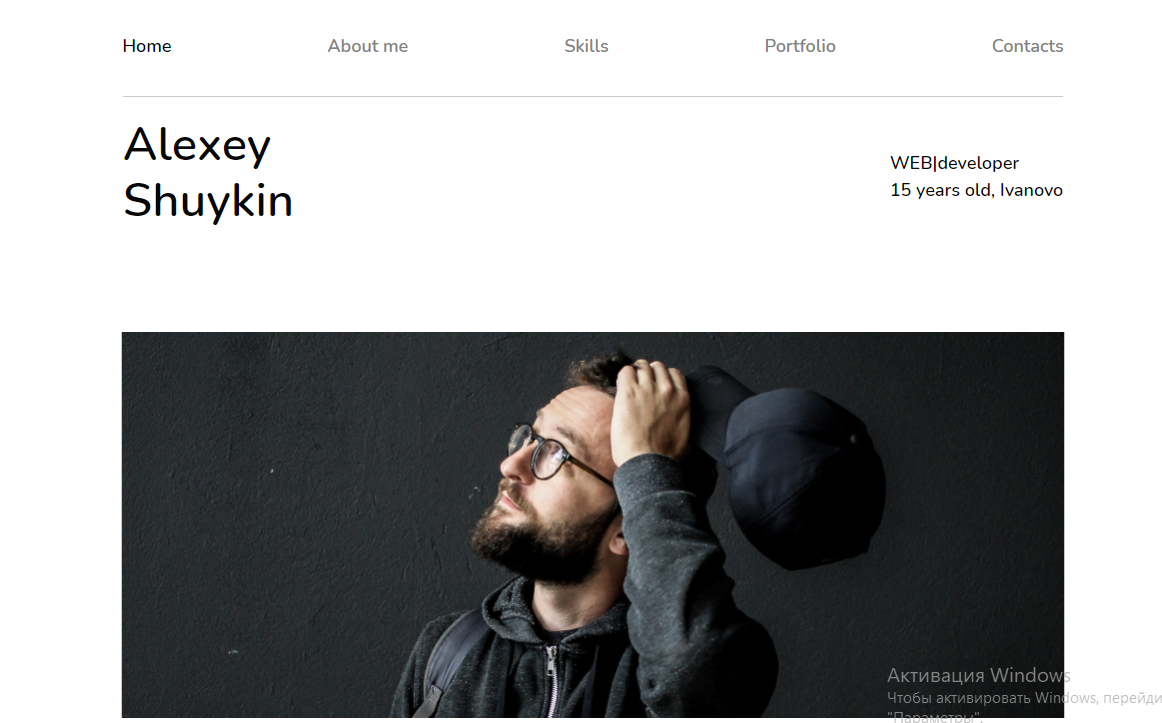 Home About me Skills Portfolio Contacts
Alexey
Shuykin
WEB|developer
15 years old, Ivanovo
Активация Windows
Чтобы активировать Windows, перейди
"Параметры".